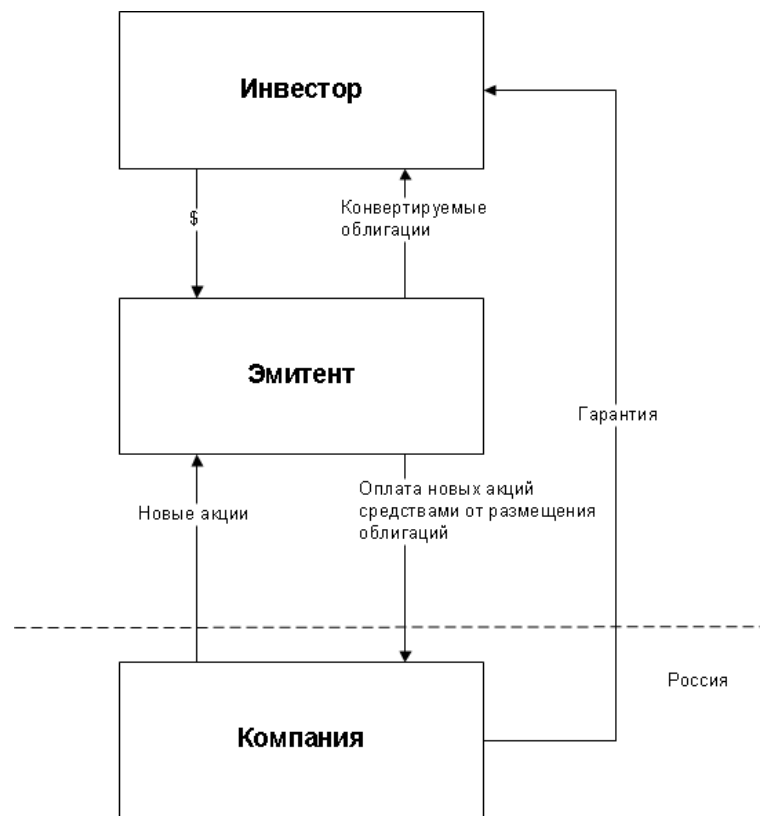 Инвестор
$
Конвертируемые
облигации
Эмитент
Гарантия
Новые акции
Оплата новых акций
средствами от размещения
облигаций
Россия
Компания